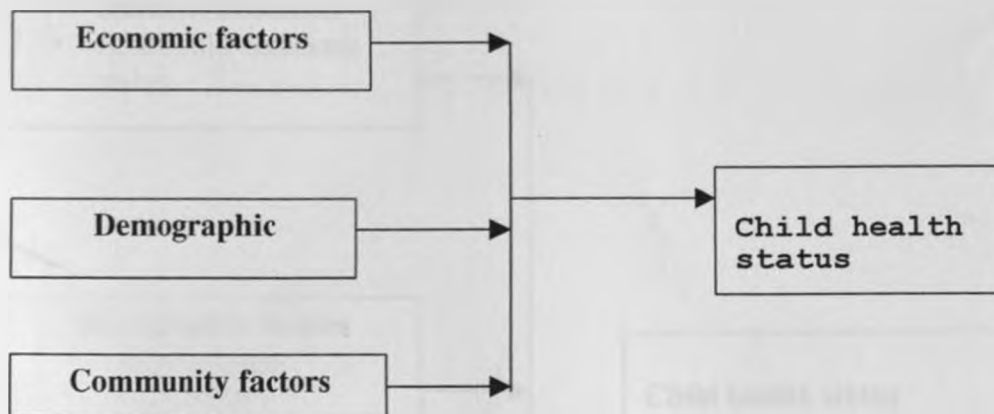 Economic factors
Demographic
Child health
status
Community factors